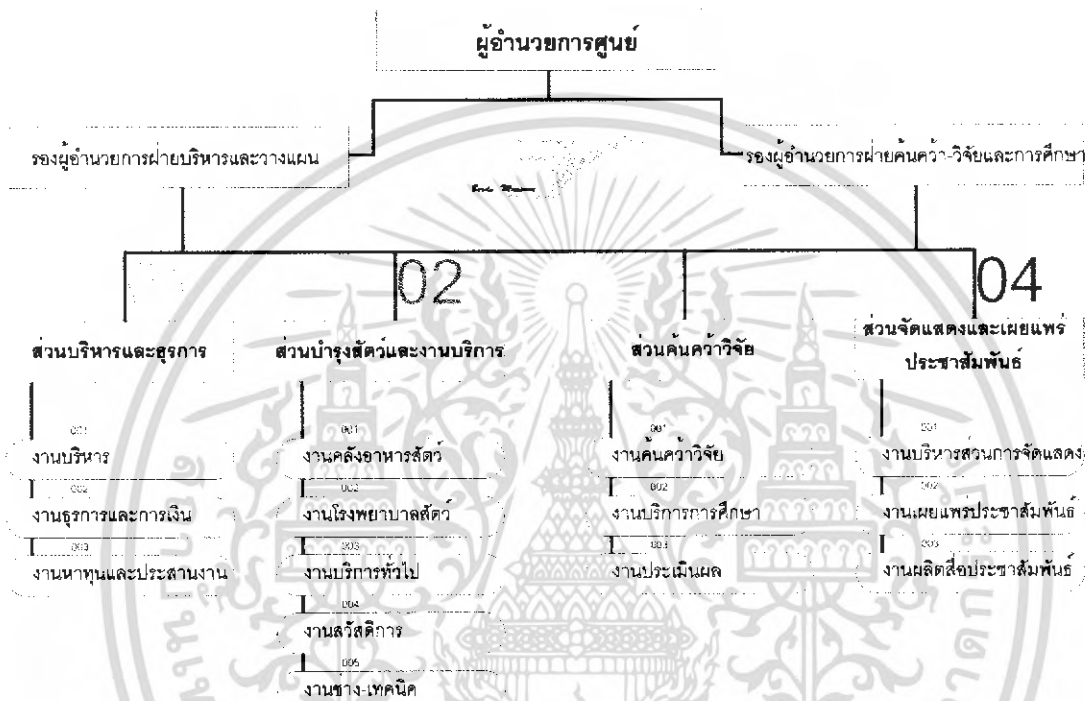 ผู้อำนวยการศูนย์
รองผู้อำนวยการฝ่ายบริหารและวางแผน
รองผู้อำนวยการฝ่ายค้นคว้า-วิจัยและการศึกษา
02
04
ส่วนบริหารและธุรการ
ส่วนบำรุงสัตว์และงานบริการ
ส่วนค้นคว้าวิจัย
ส่วนจัดแสดงและเผยแพร่
ประชาสัมพันธ์
001
งานบริหาร
002
งานธุรการและการเงิน
003
งานหาทุนและประสานงาน
001
งานคลังอาหารสัตว์
002
งานโรงพยาบาลสัตว์
003
งานบริการทั่วไป
004
งานสวัสดิการ
005
งานช่าง-เทคนิค
001
งานค้นคว้าวิจัย
002
งานบริการการศึกษา
003
งานประเมินผล
001
งานบริหารส่วนการจัดแสดง
002
งานเผยแพร่ประชาสัมพันธ์
003
งานผลิตสื่อประชาสัมพันธ์